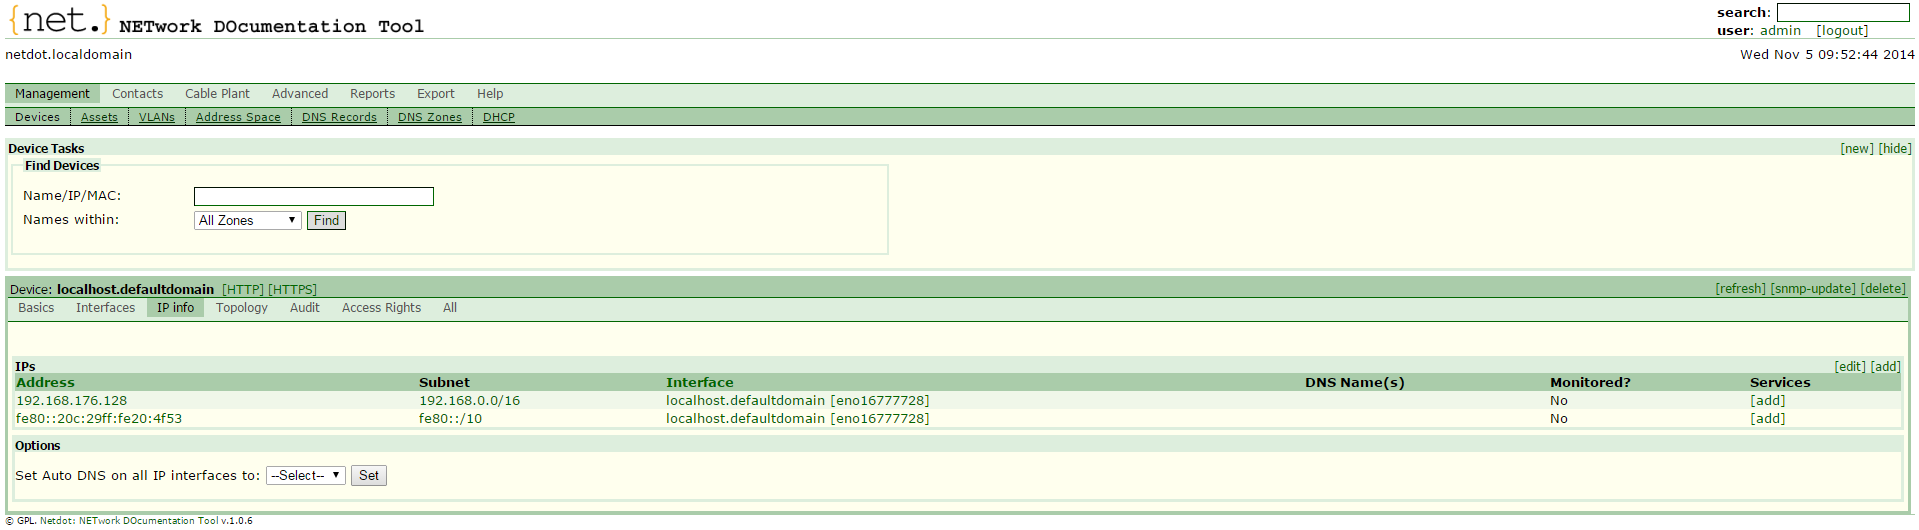 {net.} NETwork DOcumentation Tool
search:
user: admin [logout]
netdot.localdomain Wed Nov 5 09:52:44 2014
Management Contacts Cable Plant Advanced Reports Export Help
Devices Assets VLANs Address Space DNS Records DNS Zones DHCP
Device Tasks [new] [hide]
Find Devices
Name/IP/MAC:
Names within: All Zones Find
Device: localhost.defaultdomain [HTTP] [HTTPS] [refresh] [snmp-update] [delete]
Basics Interfaces IP info Topology Audit Access Rights All
IPs [edit] [add]
Address Subnet Interface DNS Name(s) Monitored? Services
192.168.176.128 192.168.0.0/16 localhost.defaultdomain [eno16777728] No [add]
fe80::20c:29ff:fe20:4f53 fe80::/10 localhost.defaultdomain [eno16777728] No [add]
Options
Set Auto DNS on all IP interfaces to: --Select-- Set
© GPL. Netdot: NETwork DOcumentation Tool v.1.0.6